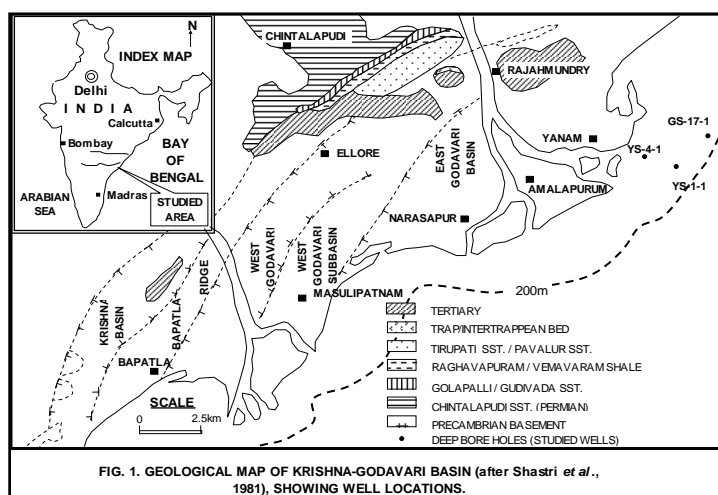 INDEX MAP
N
Delhi
INDIA
Calcutta
Bombay
BAY
OF
BENGAL
ARABIAN
SEA
Madras
STUDIED
AREA
CHINTALAPUDI
RAJAHMUNDRY
GS-17-1
YANAM
YS-4-1
YS-1-1
ELLORE
EAST
GODAVARI
BASIN
AMALAPURUM
NARASAPUR
WEST
GODAVARI
WEST
GODAVARI
SUBBASIN
MASULIPATNAM
200m
KRISHNA
BASIN
BAPATLA
RIDGE
BAPATLA
SCALE
0 2.5km
TERTIARY
TRAP/INTERTRAPPEAN BED
TIRUPATI SST. / PAVALUR SST.
RAGHAVAPURAM / VEMAVARAM SHALE
GOLAPALLI / GUDIVADA SST.
CHINTALAPUDI SST. (PERMIAN)
PRECAMBRIAN BASEMENT
DEEP BORE HOLES (STUDIED WELLS)
FIG. 1. GEOLOGICAL MAP OF KRISHNA-GODAVARI BASIN (after Shastri et al.,
1981), SHOWING WELL LOCATIONS.